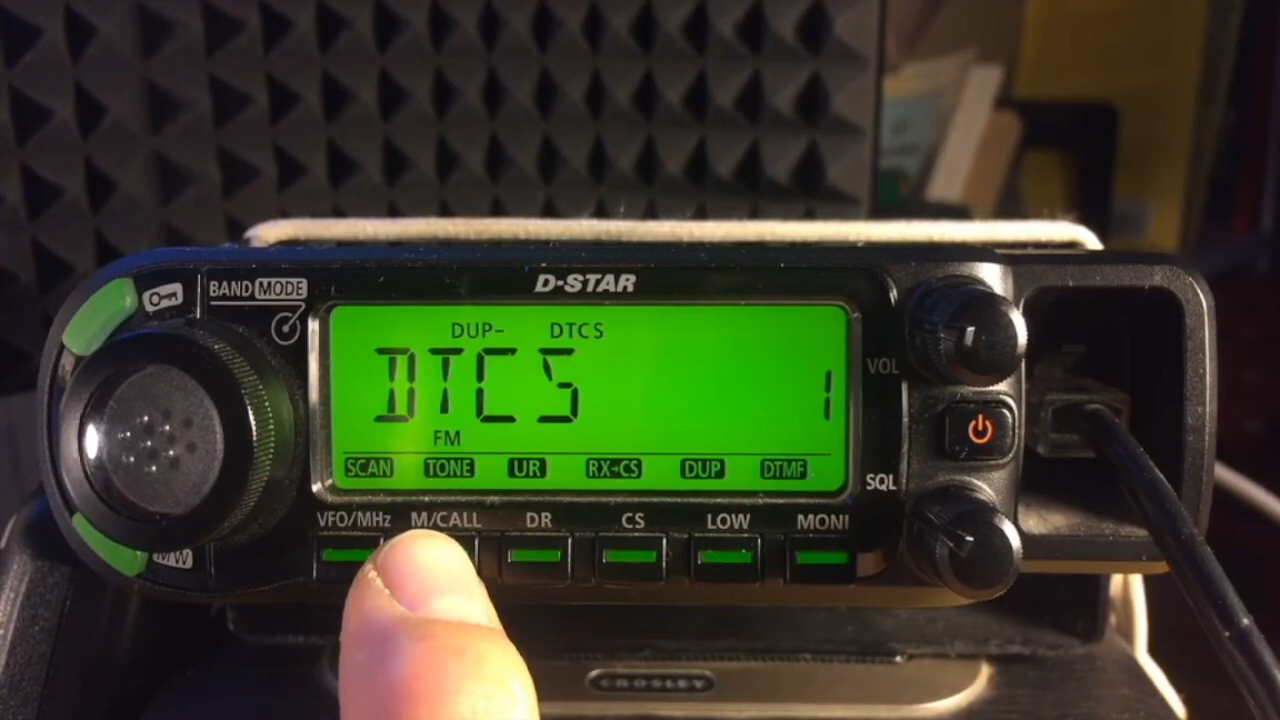 D-STAR
BAND MODE
DUP- DTCS
DTCS 1
FM
SCAN TONE UR RX→CS DUP DTMF
VOL
SQL
VFO/MHz M/CALL DR CS LOW MONI
CROSLEY